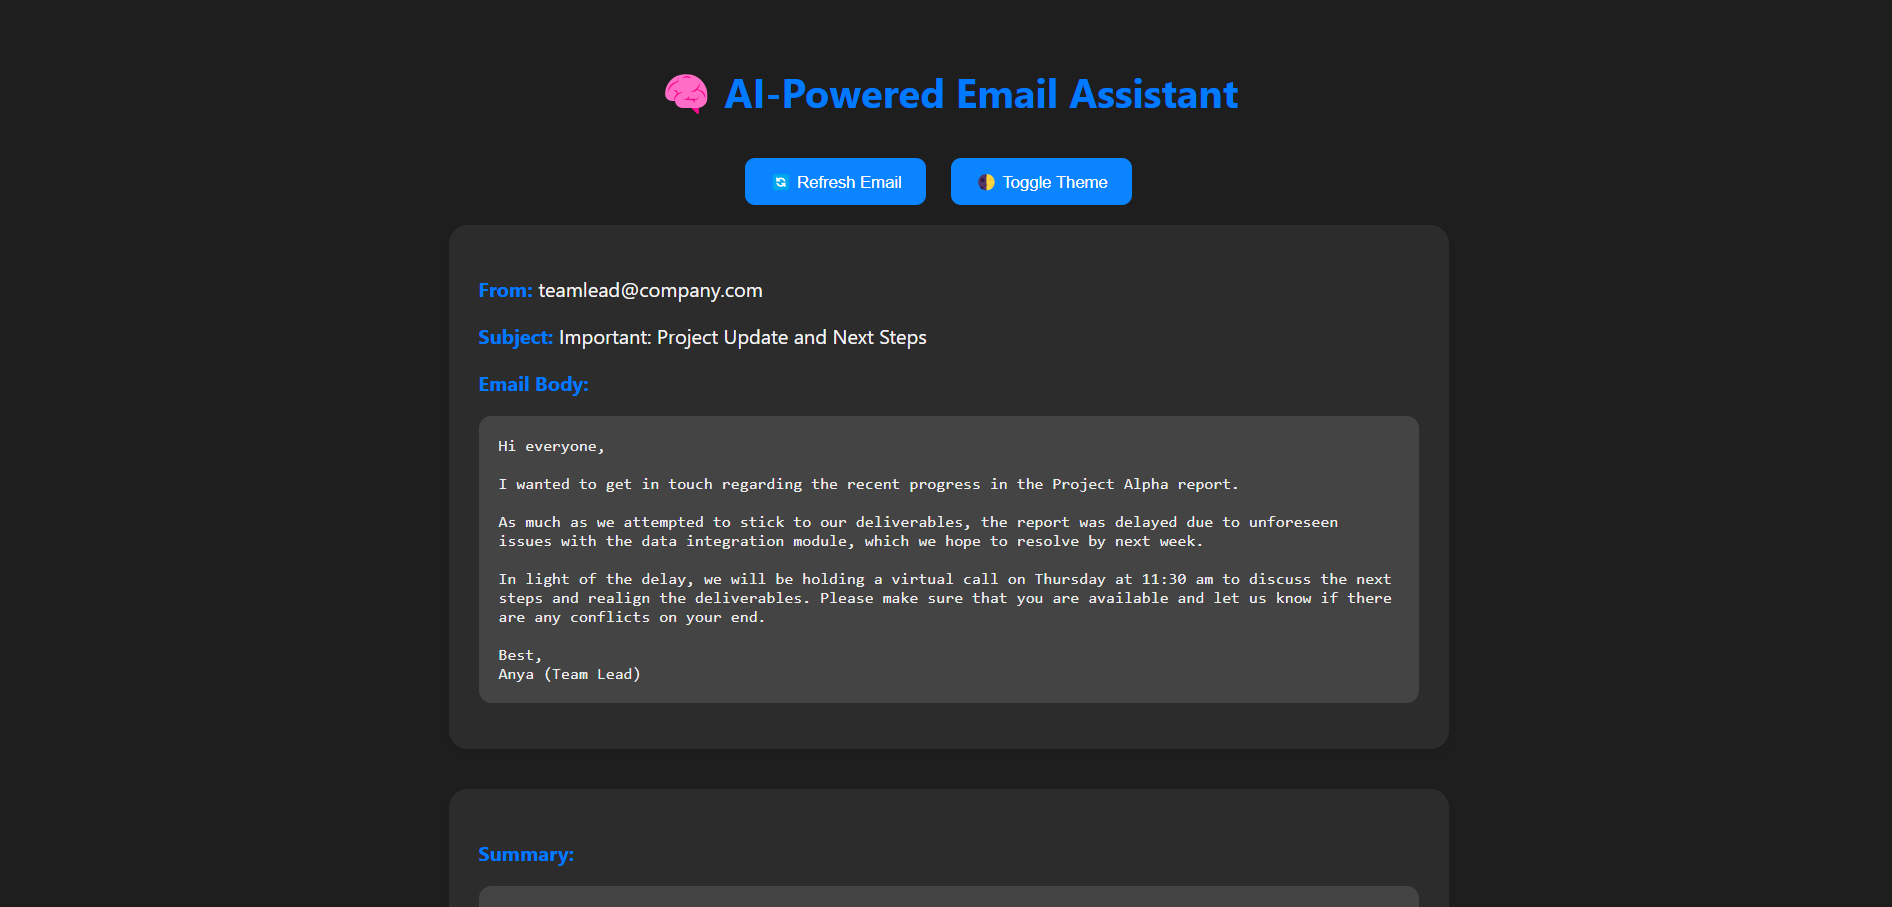 AI-Powered Email Assistant
Refresh Email
Toggle Theme
From: teamlead@company.com
Subject: Important: Project Update and Next Steps
Email Body:
Hi everyone,
I wanted to get in touch regarding the recent progress in the Project Alpha report.
As much as we attempted to stick to our deliverables, the report was delayed due to unforeseen
issues with the data integration module, which we hope to resolve by next week.
In light of the delay, we will be holding a virtual call on Thursday at 11:30 am to discuss the next
steps and realign the deliverables. Please make sure that you are available and let us know if there
are any conflicts on your end.
Best,
Anya (Team Lead)
Summary: